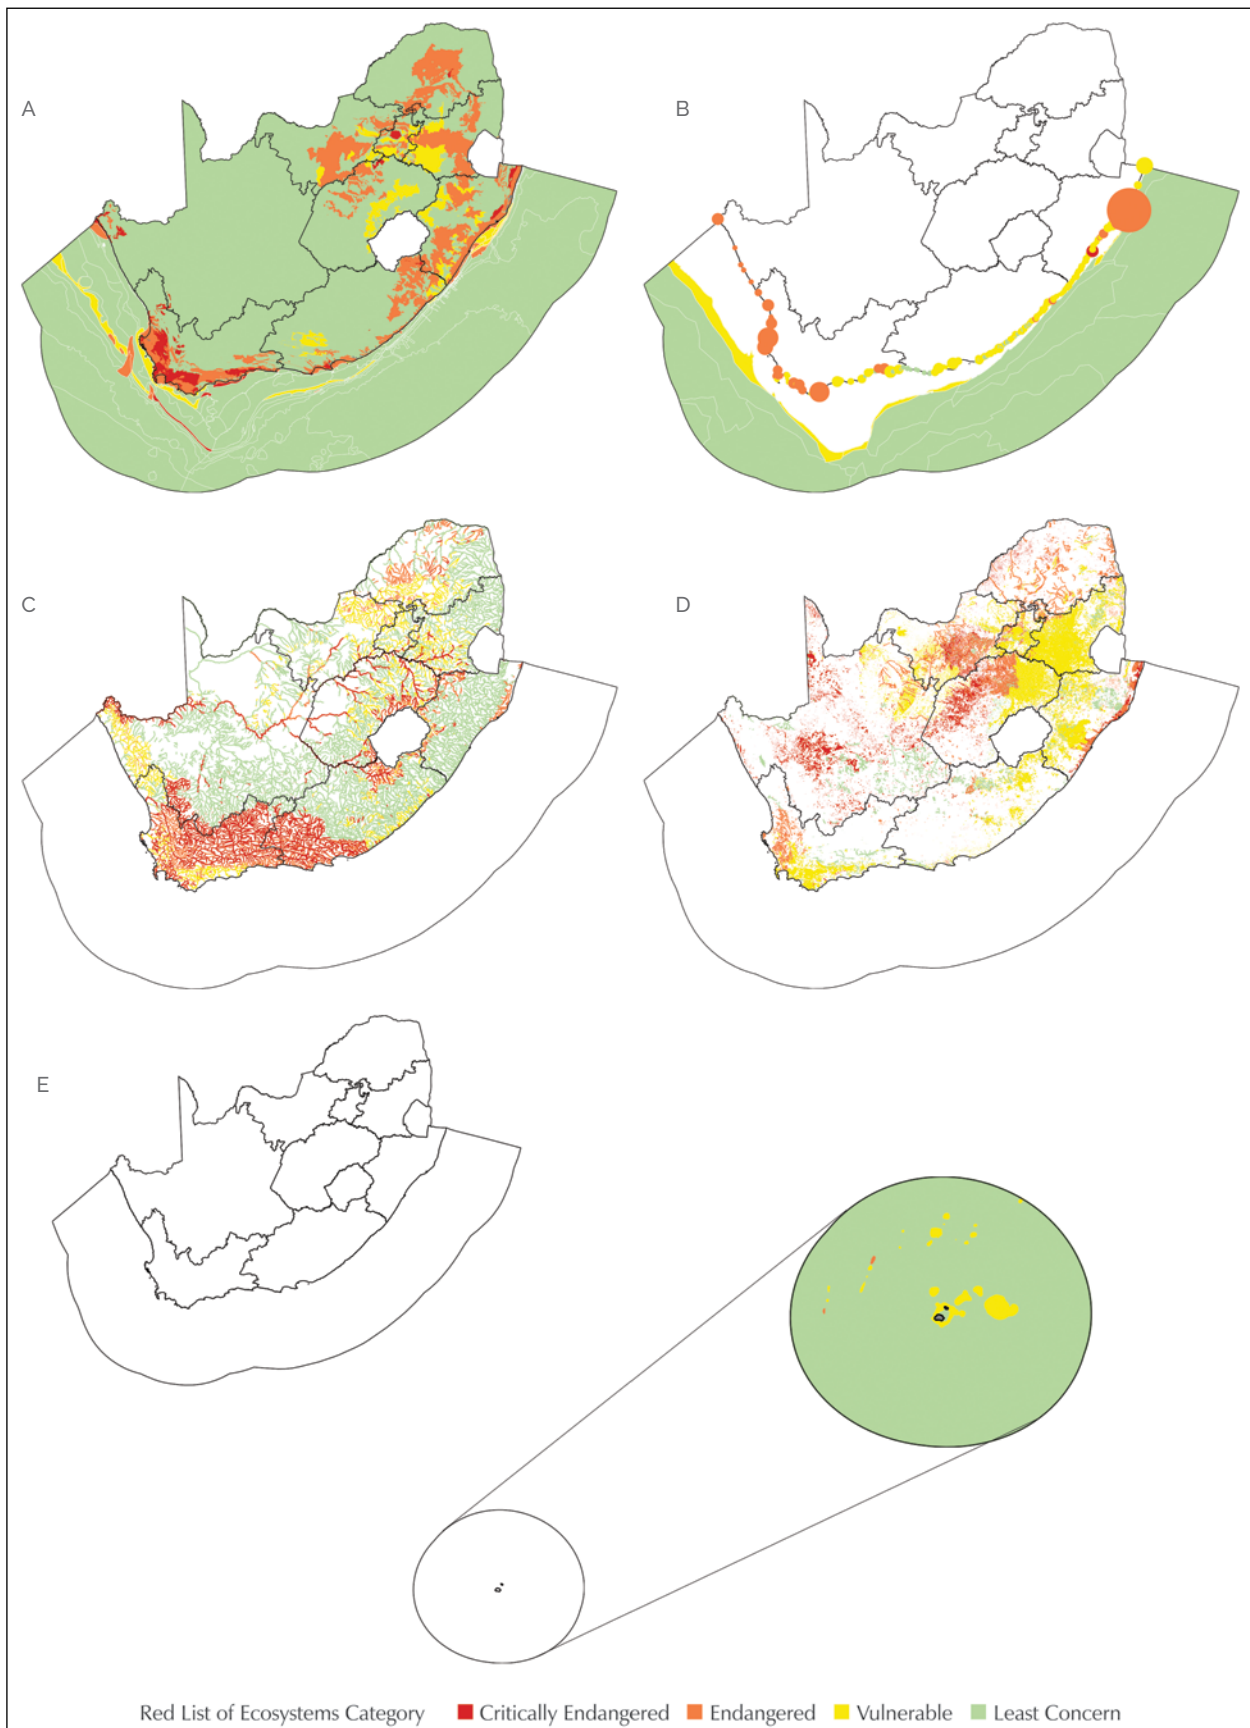 A
B
C
D
E
Red List of Ecosystems Category Critically Endangered Endangered Vulnerable Least Concern